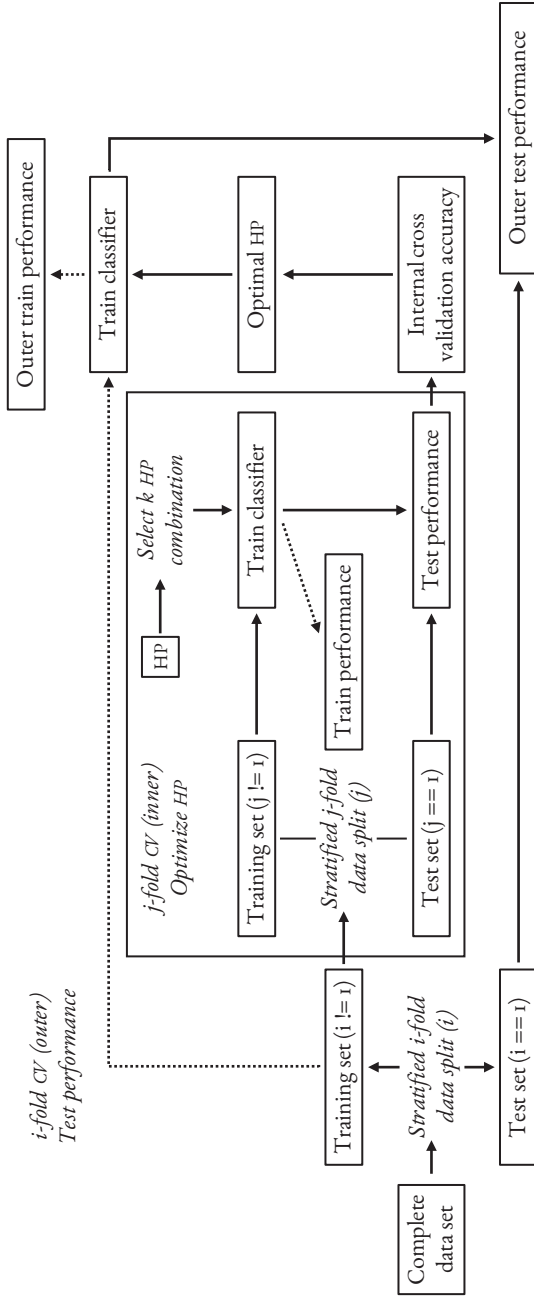 i-fold CV (outer)
Test performance
Complete
data set
Stratified i-fold
data split (i)
Training set (i != 1)
Test set (i == 1)
j-fold CV (inner)
Optimize HP
Training set (j != 1)
Stratified j-fold
data split (j)
Test set (j == 1)
HP
Select k HP
combination
Train classifier
Train performance
Test performance
Internal cross
validation accuracy
Optimal HP
Train classifier
Outer train performance
Outer test performance